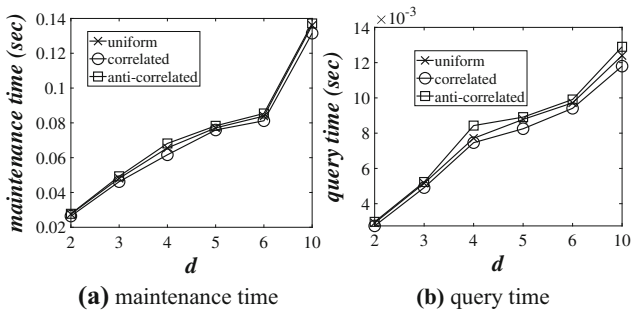 0.14
0.12
0.1
0.08
0.06
0.04
0.02
maintenance time (sec)
uniform
correlated
anti-correlated
2 3 4 5 6 10
d
(a) maintenance time
×10⁻³
14
12
10
8
6
4
query time (sec)
uniform
correlated
anti-correlated
2 3 4 5 6 10
d
(b) query time